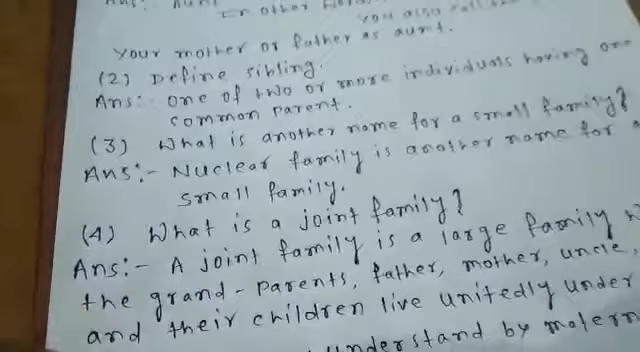 Ans: Aunt
In other
you also call the
your mother or father as aunt.
(2) Define sibling.
Ans: one of two or more individuals having one
common parent.
(3) What is another name for a small family?
Ans:- Nuclear family is another name for a
small family.
(4) What is a joint family?
Ans:- A joint family is a large family
the grand-parents, father, mother, uncle,
and their children live unitedly under
understand by